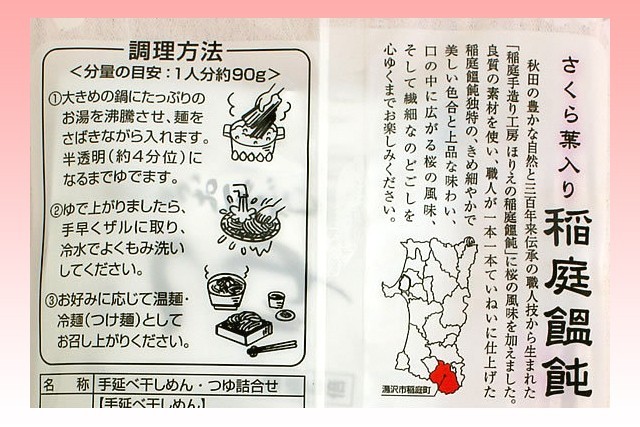 調理方法
＜分量の目安：1人分約90g＞
①大きめの鍋にたっぷりの
お湯を沸騰させ、麺を
さばきながら入れます。
半透明(約4分位)に
なるまでゆでます。
②ゆで上がりましたら、
手早くザルに取り、
冷水でよくもみ洗い
してください。
③お好みに応じて温麺・
冷麺(つけ麺)として
お召し上がりください。
名 称 手延べ干しめん・つゆ詰合せ
【手延べ干しめん】
さくら葉入り
稲庭饂飩
秋田の豊かな自然と三百年来伝承の職人技から生まれた
「稲庭手造り工房 ほりえの稲庭饂飩」に桜の風味を加えました。
良質の素材を使い、職人が一本一本ていねいに仕上げた
稲庭饂飩独特の、きめ細やかで
美しい色合と上品な味わい、
口の中に広がる桜の風味、
そして繊細なのどごしを
心ゆくまでお楽しみください。
湯沢市稲庭町